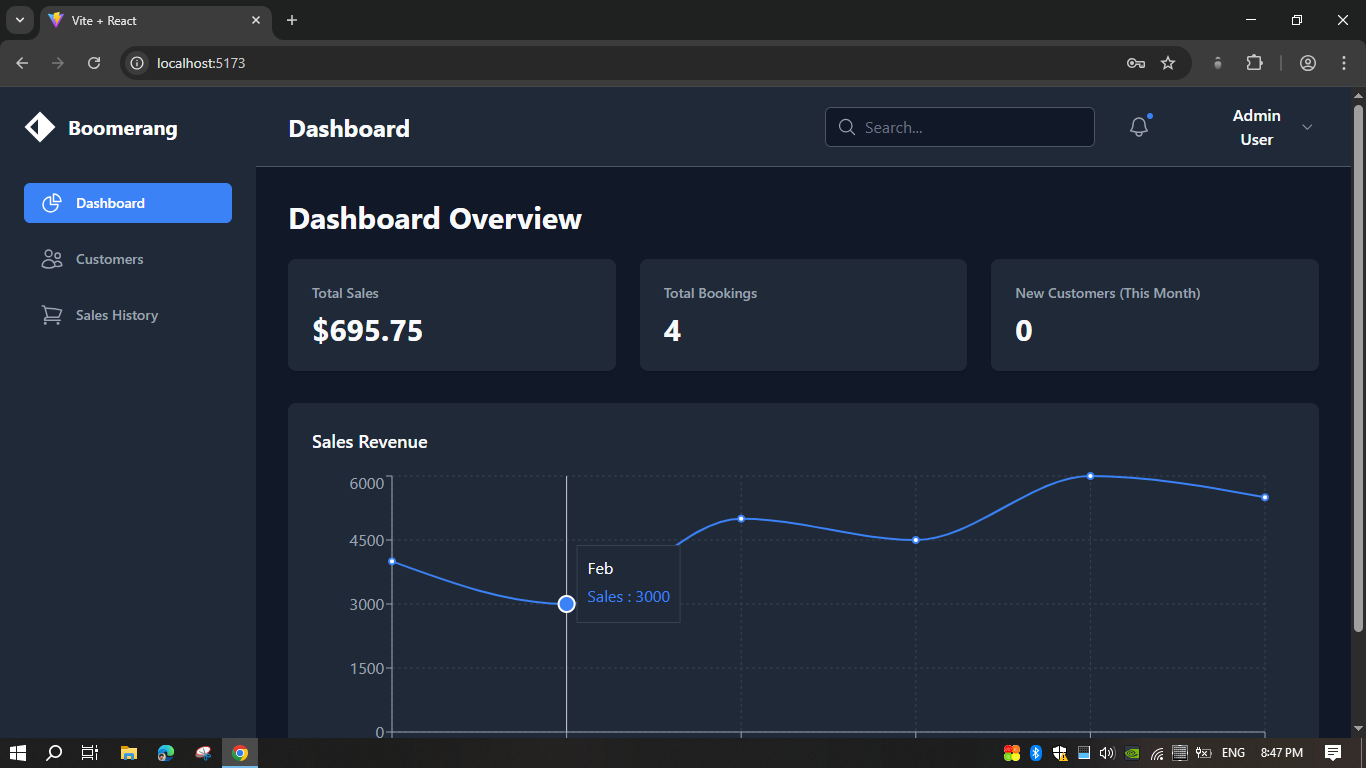 Vite + React
localhost:5173
Boomerang
Dashboard
Search...
Admin
User
Dashboard
Customers
Sales History
Dashboard Overview
Total Sales
$695.75
Total Bookings
4
New Customers (This Month)
0
Sales Revenue
6000
4500
3000
1500
0
Feb
Sales : 3000
ENG
8:47 PM